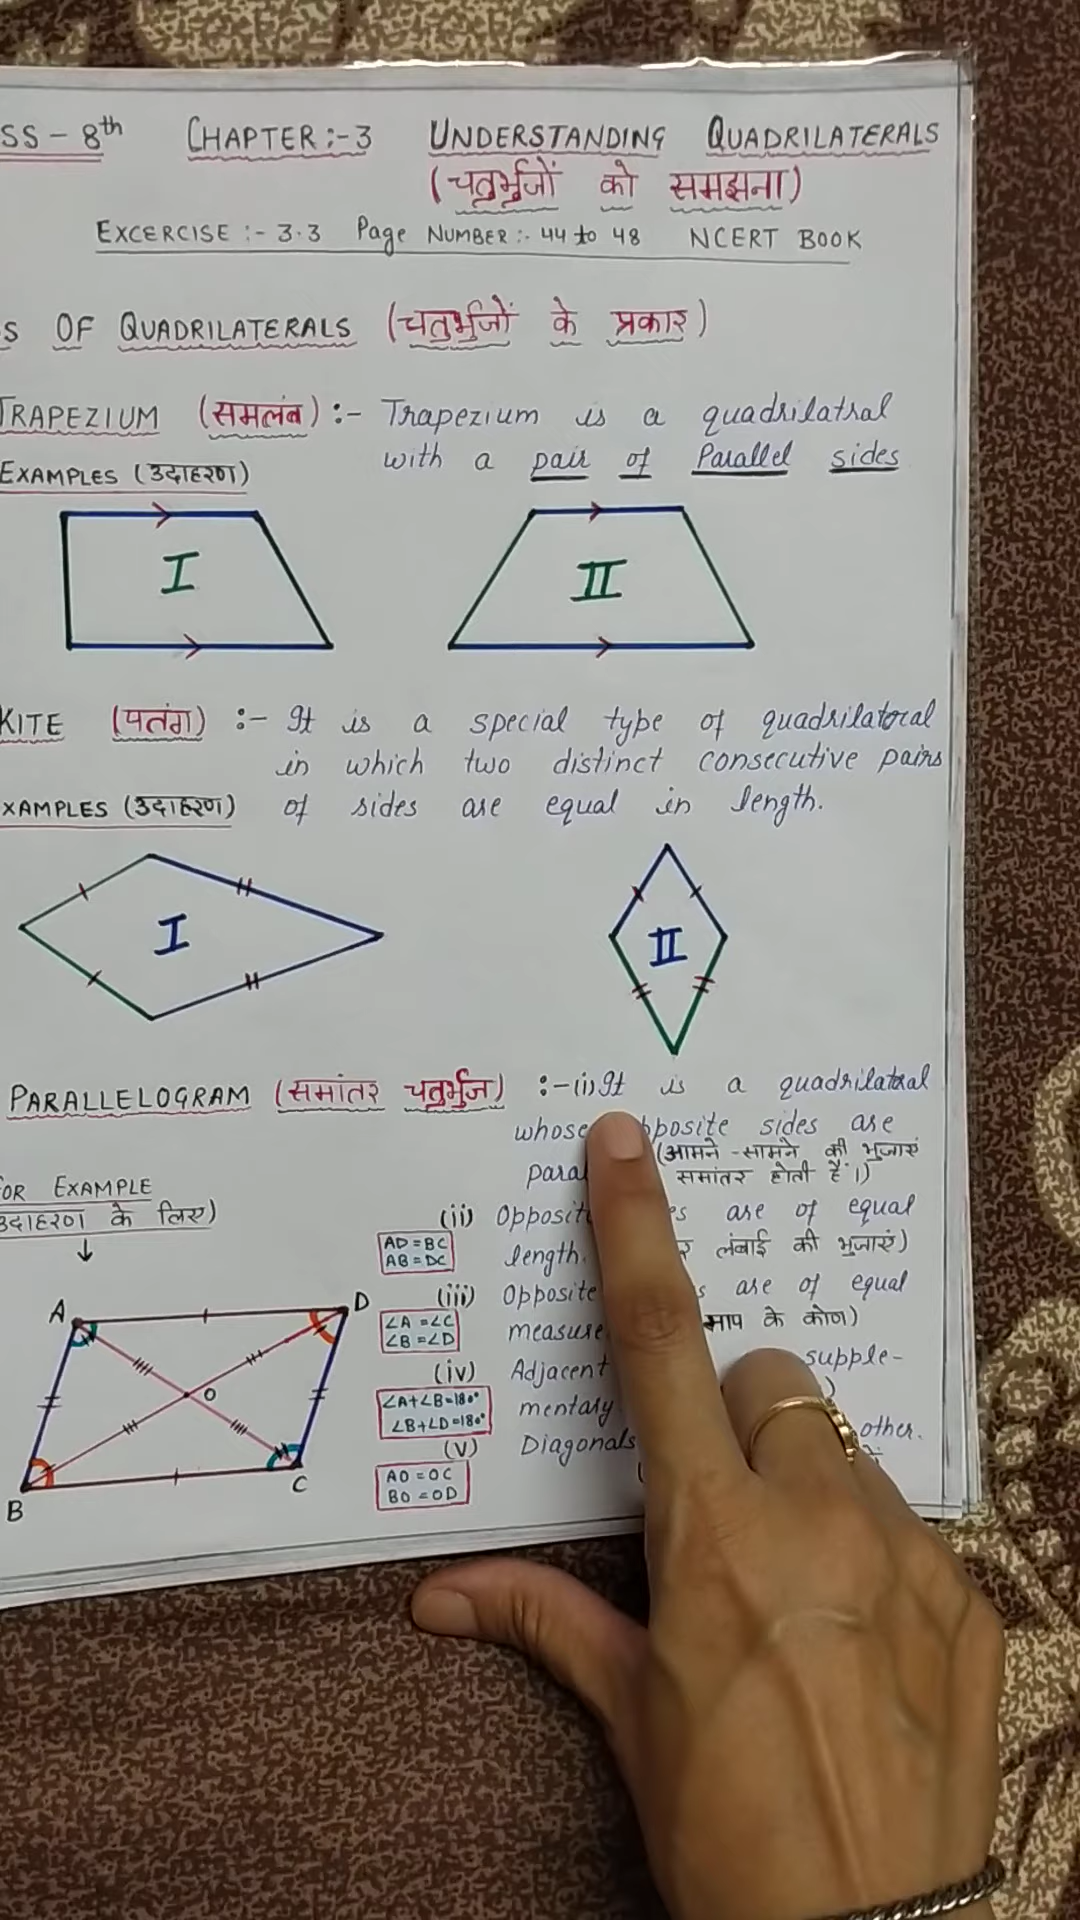 SS - 8th CHAPTER :- 3 UNDERSTANDING QUADRILATERALS
(चतुर्भुजों को समझना)
EXCERCISE :- 3.3 Page NUMBER :- 44 to 48 NCERT BOOK
S OF QUADRILATERALS (चतुर्भुजों के प्रकार)
TRAPEZIUM (समलंब) :- Trapezium is a quadrilatral
with a pair of Parallel sides
EXAMPLES (उदाहरण)
I II
KITE (पतंग) :- It is a special type of quadrilatoral
in which two distinct consecutive pairs
XAMPLES (उदाहरण) of sides are equal in length.
I II
PARALLELOGRAM (समांतर चतुर्भुज) :- (i) It is a quadrilatral
whose opposite sides are
(आमने - सामने की भुजाएं
समांतर होती हैं।)
FOR EXAMPLE
उदाहरण के लिए)
(ii) are of equal
AD = BC
AB = DC
length. लंबाई की भुजाएं)
(iii) Opposite are of equal
∠A = ∠C
∠B = ∠D
measure माप के कोण)
(iv) Adjacent supple-
∠A+∠B=180°
∠B+∠D=180°
mentary )
(v) Diagonals other.
AO = OC
BO = OD
A D
O
B C